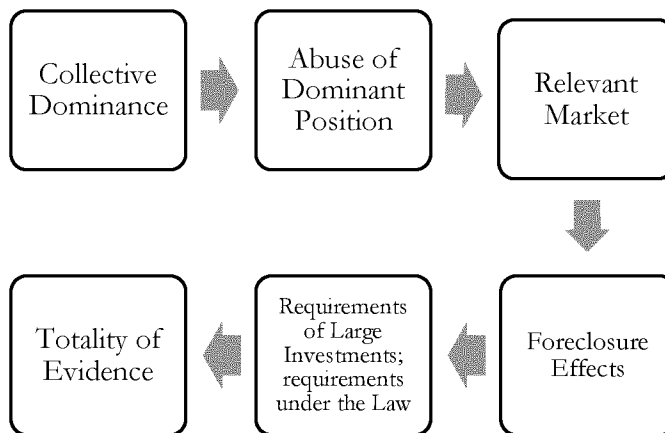 Collective
Dominance
Abuse of
Dominant
Position
Relevant
Market
Foreclosure
Effects
Requirements
of Large
Investments;
requirements
under the Law
Totality of
Evidence